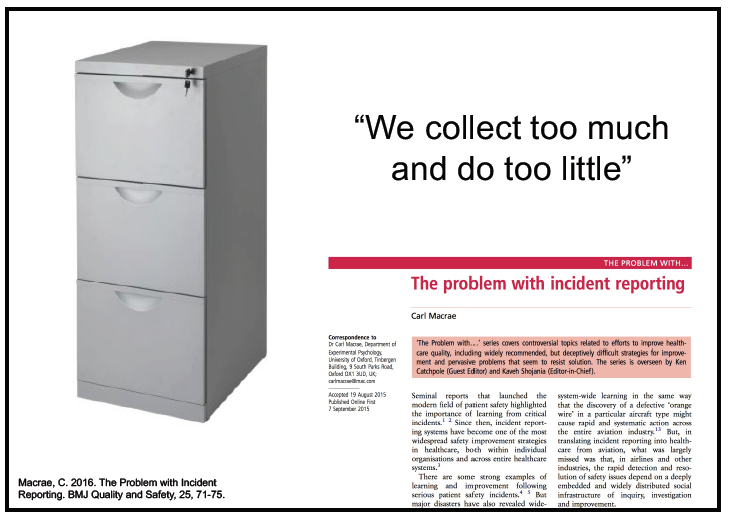 “We collect too much
and do too little”
THE PROBLEM WITH...
The problem with incident reporting
Carl Macrae
Correspondence to
Dr Carl Macrae, Department of
Experimental Psychology,
University of Oxford, Tinbergen
Building, 9 South Parks Road,
Oxford OX1 3UD, UK;
carlmacrae@mac.com
Accepted 19 August 2015
Published Online First
7 September 2015
‘The Problem with…’ series covers controversial topics related to efforts to improve health-
care quality, including widely recommended, but deceptively difficult strategies for improve-
ment and pervasive problems that seem to resist solution. The series is overseen by Ken
Catchpole (Guest Editor) and Kaveh Shojania (Editor-in-Chief).
Seminal reports that launched the
modern field of patient safety highlighted
the importance of learning from critical
incidents.1 2 Since then, incident report-
ing systems have become one of the most
widespread safety improvement strategies
in healthcare, both within individual
organisations and across entire healthcare
systems.3
There are some strong examples of
learning and improvement following
serious patient safety incidents.4 5 But
major disasters have also revealed wide-
system-wide learning in the same way
that the discovery of a defective ‘orange
wire’ in a particular aircraft type might
cause rapid and systematic action across
the entire aviation industry.13 But, in
translating incident reporting into health-
care from aviation, what was largely
missed was that, in airlines and other
industries, the rapid detection and reso-
lution of safety issues depend on a deeply
embedded and widely distributed social
infrastructure of inquiry, investigation
and improvement.
Macrae, C. 2016. The Problem with Incident
Reporting. BMJ Quality and Safety, 25, 71-75.